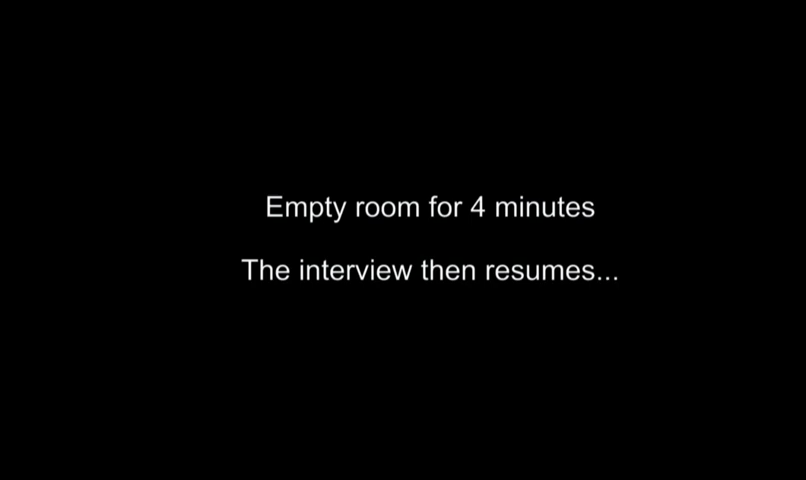 Empty room for 4 minutes
The interview then resumes...